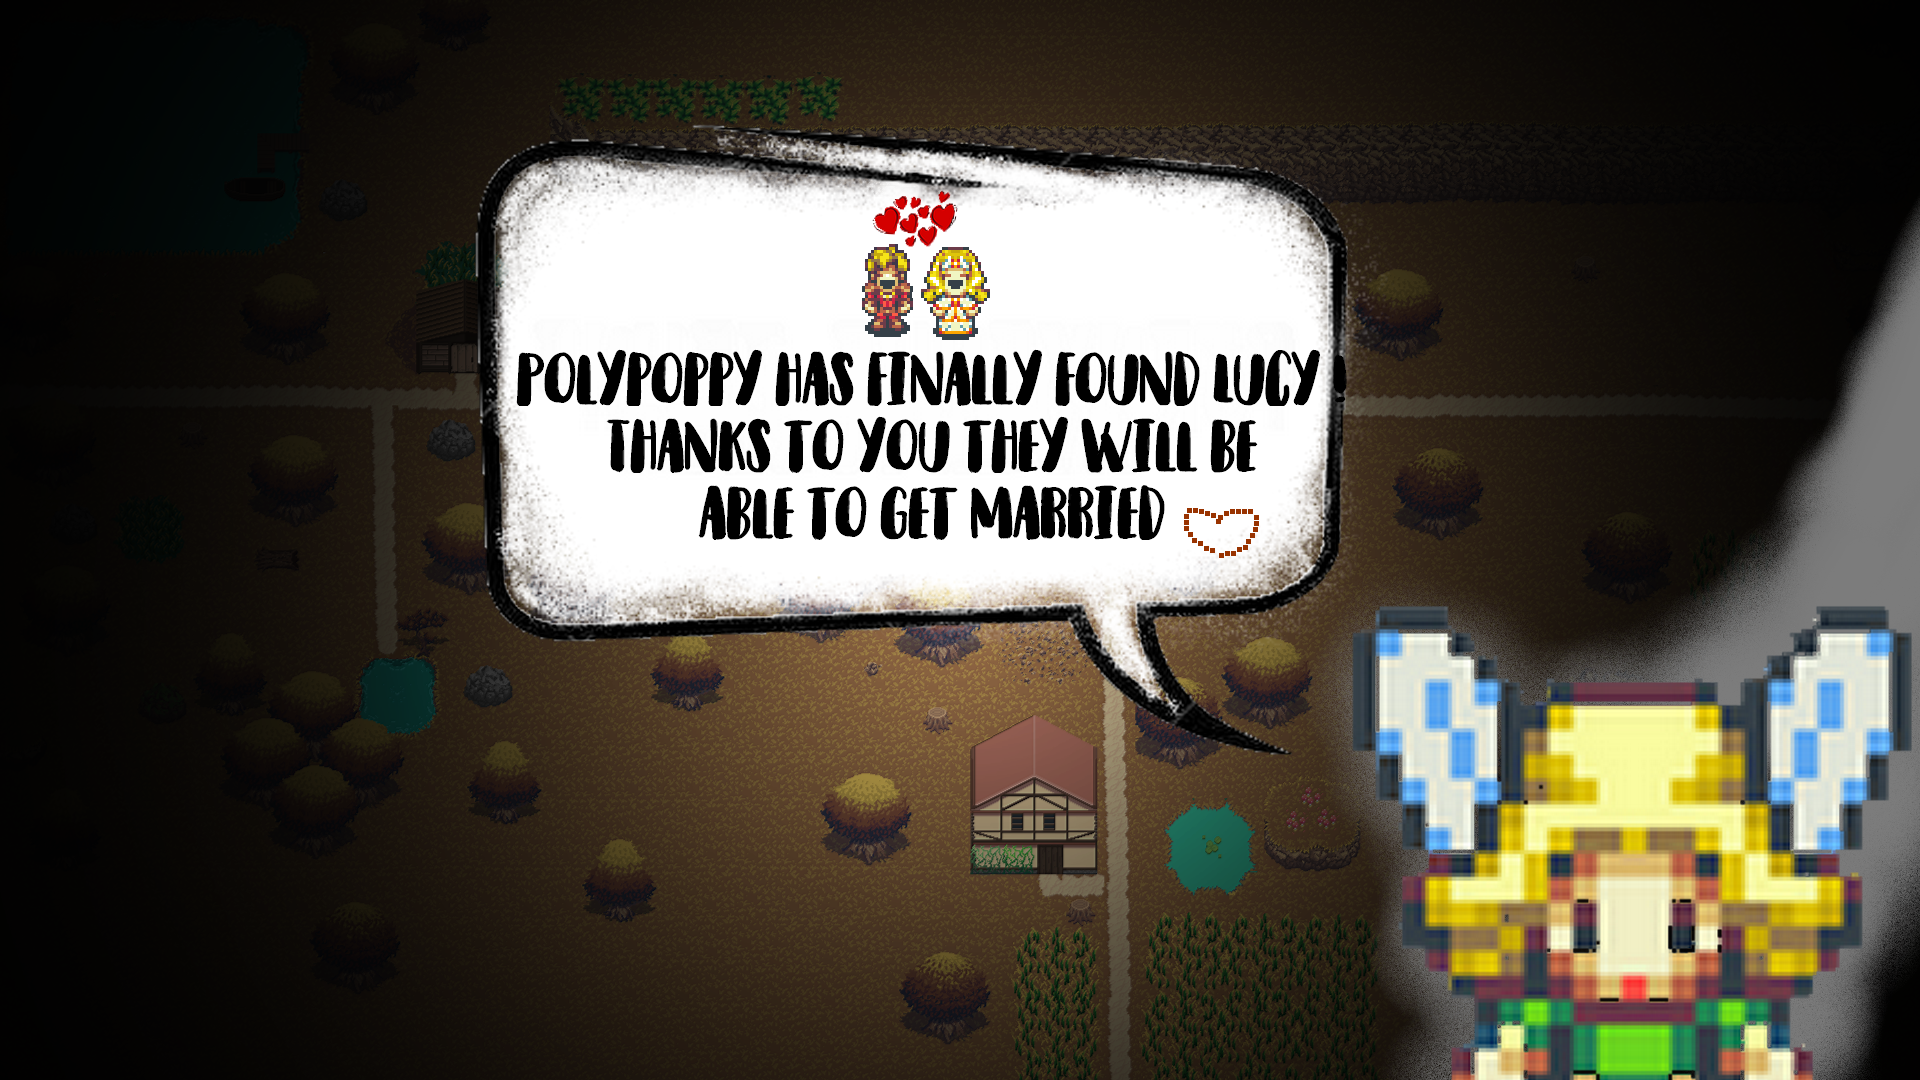 POLYPOPPY HAS FINALLY FOUND LUCY !
THANKS TO YOU THEY WILL BE
ABLE TO GET MARRIED